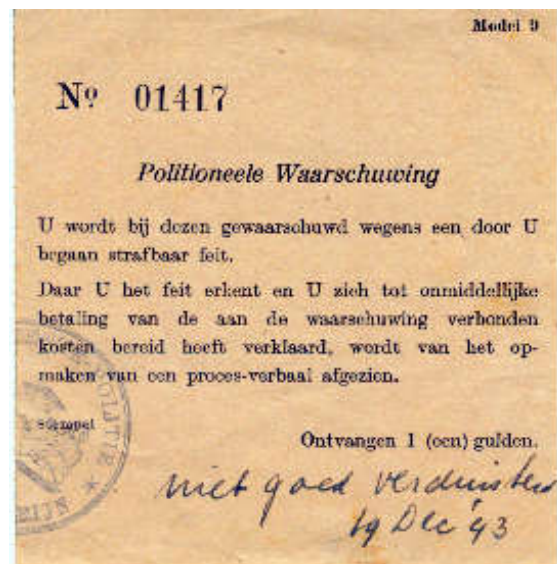 Model 9
Nº 01417
Politioneele Waarschuwing
U wordt bij dezen gewaarschuwd wegens een door U
begaan strafbaar feit.
Daar U het feit erkent en U zich tot onmiddellijke
betaling van de aan de waarschuwing verbonden
kosten bereid heeft verklaard, wordt van het op-
maken van een proces-verbaal afgezien.
stempel
Ontvangen 1 (een) gulden.
niet goed verduisterd
19 Dec '43